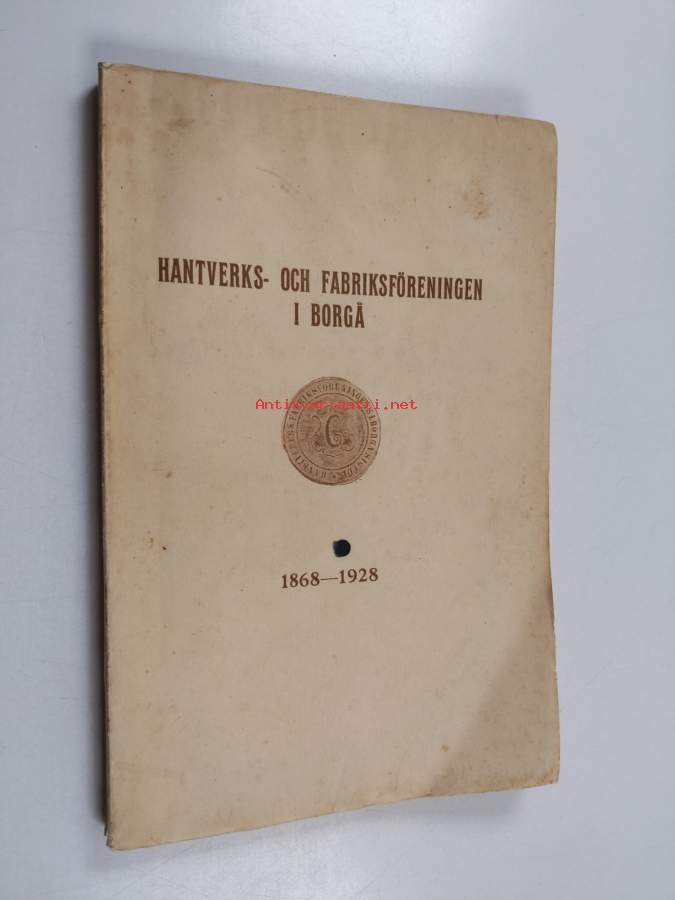 HANTVERKS- OCH FABRIKSFÖRENINGEN
I BORGÅ
Antikvariaatti.net
C
1868—1928